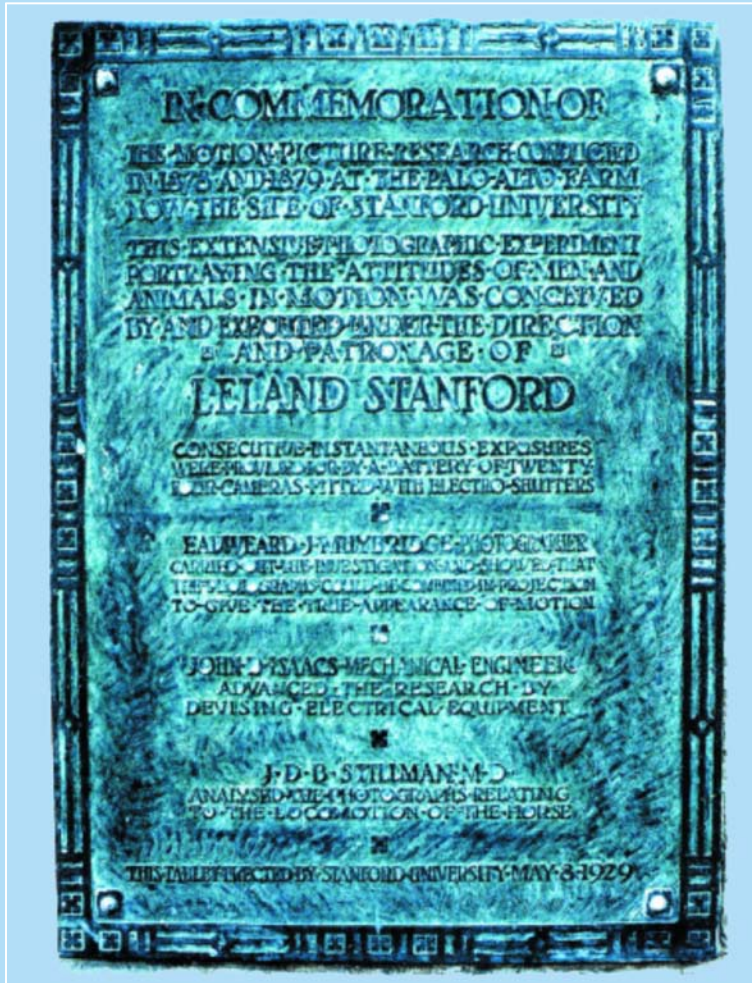 IN·COMMEMORATION·OF
THE·MOTION·PICTURE·RESEARCH·CONDUCTED
IN·1878·AND·1879·AT·THE·PALO·ALTO·FARM
NOW·THE·SITE·OF·STANFORD·UNIVERSITY
THIS·EXTENSIVE·PHOTOGRAPHIC·EXPERIMENT
PORTRAYING·THE·ATTITUDES·OF·MEN·AND
ANIMALS·IN·MOTION·WAS·CONCEIVED
BY·AND·EXECUTED·UNDER·THE·DIRECTION
AND·PATRONAGE·OF
LELAND STANFORD
CONSECUTIVE·INSTANTANEOUS·EXPOSURES
WERE·PROVIDED·FOR·BY·A·BATTERY·OF·TWENTY
FOUR·CAMERAS·FITTED·WITH·ELECTRO-SHUTTERS
EADWEARD·J·MUYBRIDGE·PHOTOGRAPHER
CARRIED·OUT·THE·INVESTIGATION·AND·SHOWED·THAT
THE·PHOTOGRAPHS·COULD·BE·COMBINED·IN·PROJECTION
TO·GIVE·THE·TRUE·APPEARANCE·OF·MOTION
JOHN·D·ISAACS·MECHANICAL·ENGINEER
ADVANCED·THE·RESEARCH·BY
DEVISING·ELECTRICAL·EQUIPMENT
J·D·B·STILLMAN·M·D·
ANALYSED·THE·PHOTOGRAPHS·RELATING
TO·THE·LOCOMOTION·OF·THE·HORSE
THIS·TABLET·ERECTED·BY·STANFORD·UNIVERSITY·MAY·8·1929